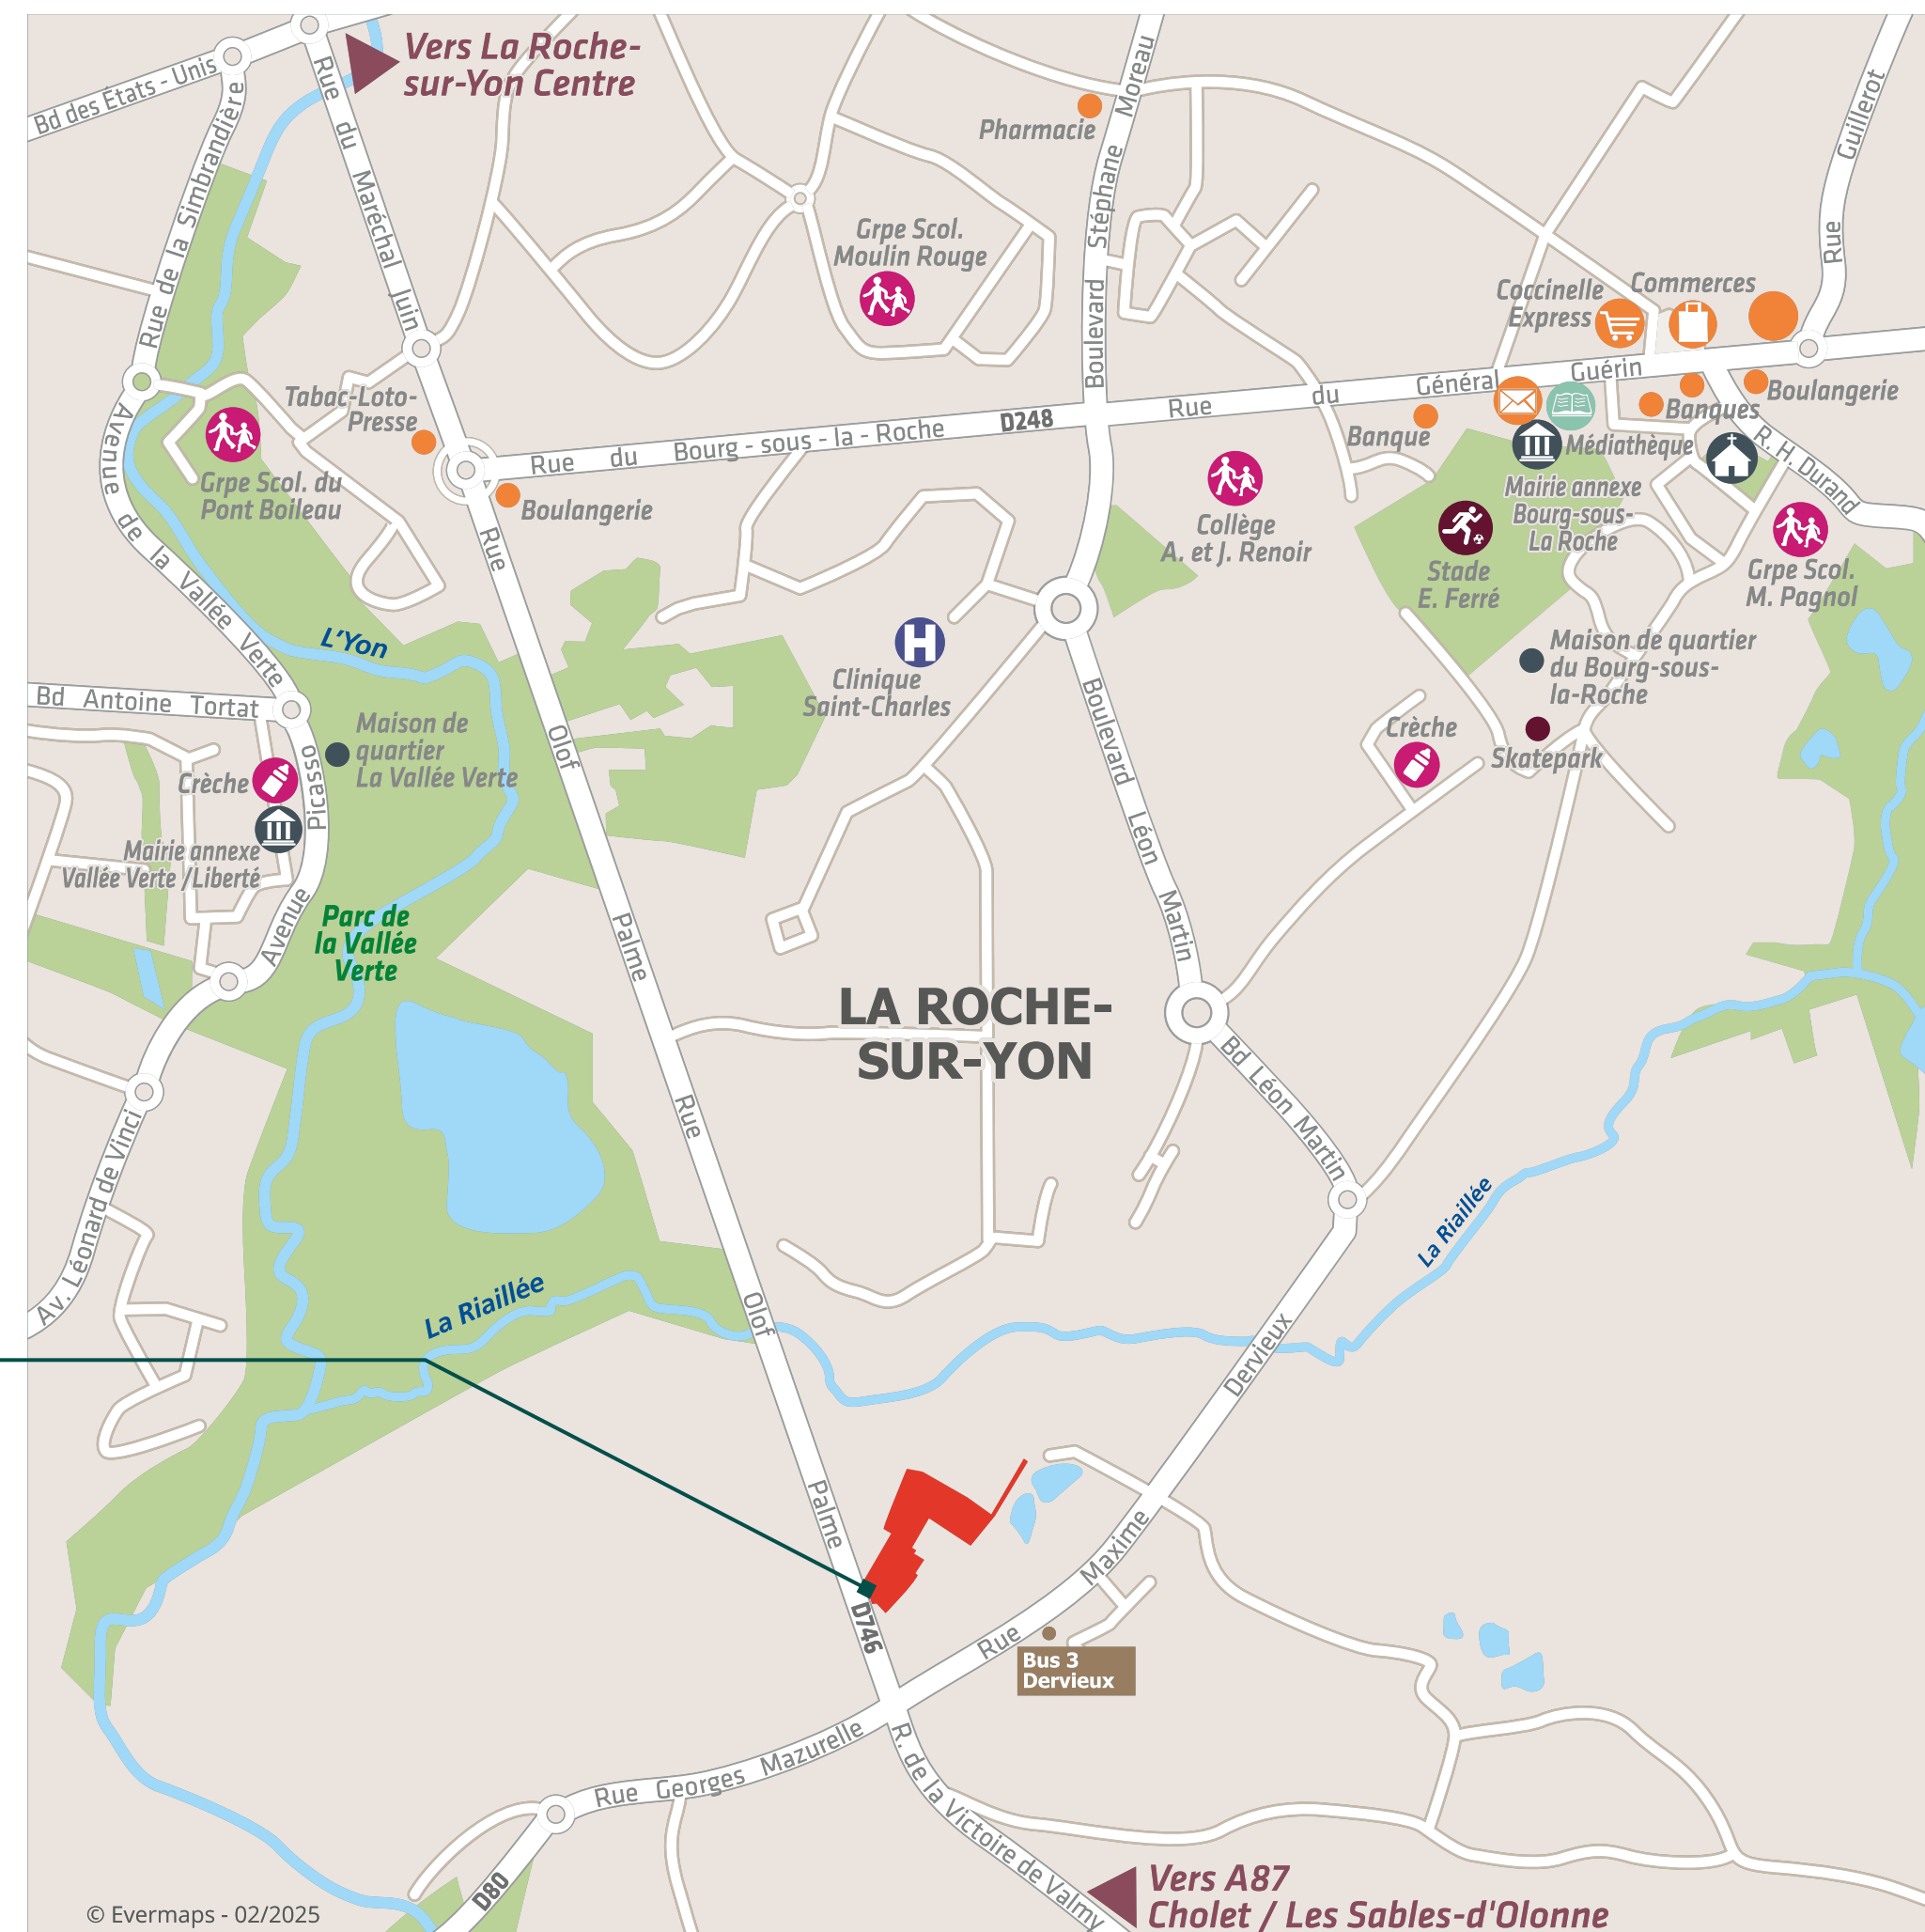 Vers La Roche-
sur-Yon Centre
Bd des États - Unis
Rue de la Simbrandière
Rue du Maréchal Juin
Pharmacie
Boulevard Stéphane Moreau
Rue Guillerot
Grpe Scol.
Moulin Rouge
Coccinelle
Express
Commerces
Tabac-Loto-
Presse
Rue du Bourg - sous - la - Roche
D248
Rue du Général Guérin
Boulangerie
Banques
Banque
Médiathèque
R. H. Durand
Grpe Scol. du
Pont Boileau
Boulangerie
Collège
A. et J. Renoir
Mairie annexe
Bourg-sous-
La Roche
Stade
E. Ferré
Grpe Scol.
M. Pagnol
Avenue de la Vallée Verte
L'Yon
H
Clinique
Saint-Charles
Maison de quartier
du Bourg-sous-
la-Roche
Bd Antoine Tortat
Maison de
quartier
La Vallée Verte
Crèche
Mairie annexe
Vallée Verte /Liberté
Avenue Picasso
Crèche
Skatepark
Rue Olof Palme
Boulevard Léon Martin
Parc de
la Vallée
Verte
LA ROCHE-
SUR-YON
Bd Léon Martin
Av. Léonard de Vinci
La Riaillée
La Riaillée
Rue Olof Palme
D746
Rue Maxime Dervieux
Bus 3
Dervieux
Rue Georges Mazurelle
R. de la Victoire de Valmy
D80
Vers A87
Cholet / Les Sables-d'Olonne
© Evermaps - 02/2025